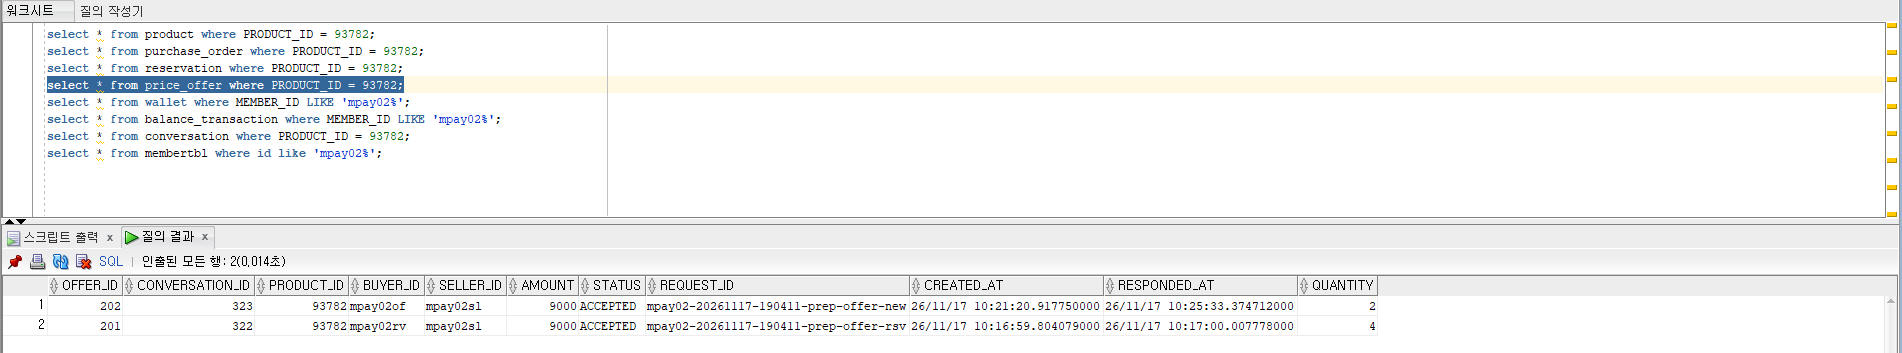 워크시트 질의 작성기
select * from product where PRODUCT_ID = 93782;
select * from purchase_order where PRODUCT_ID = 93782;
select * from reservation where PRODUCT_ID = 93782;
select * from price_offer where PRODUCT_ID = 93782;
select * from wallet where MEMBER_ID LIKE 'mpay02%';
select * from balance_transaction where MEMBER_ID LIKE 'mpay02%';
select * from conversation where PRODUCT_ID = 93782;
select * from membertbl where id like 'mpay02%';
스크립트 출력 x 질의 결과 x
SQL | 인출된 모든 행: 2(0,014초)
OFFER_ID CONVERSATION_ID PRODUCT_ID BUYER_ID SELLER_ID AMOUNT STATUS REQUEST_ID CREATED_AT RESPONDED_AT QUANTITY
1 202 323 93782 mpay02of mpay02sl 9000 ACCEPTED mpay02-20261117-190411-prep-offer-new 26/11/17 10:21:20.917750000 26/11/17 10:25:33.374712000 2
2 201 322 93782 mpay02rv mpay02sl 9000 ACCEPTED mpay02-20261117-190411-prep-offer-rsv 26/11/17 10:16:59.804079000 26/11/17 10:17:00.007778000 4